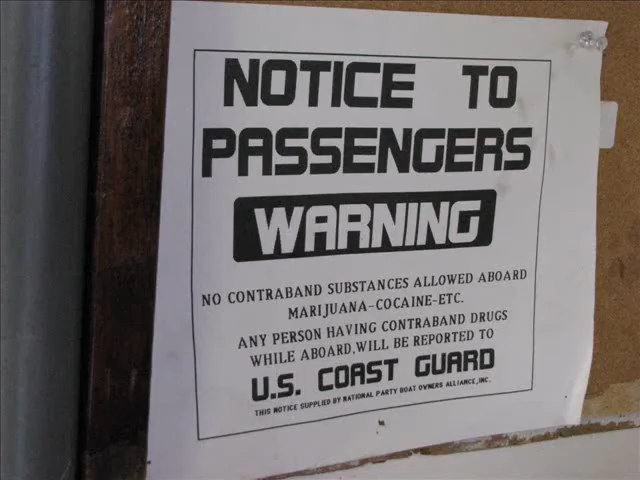 NOTICE TO
PASSENGERS
WARNING
NO CONTRABAND SUBSTANCES ALLOWED ABOARD
MARIJUANA-COCAINE-ETC.
ANY PERSON HAVING CONTRABAND DRUGS
WHILE ABOARD, WILL BE REPORTED TO
U.S. COAST GUARD
THIS NOTICE SUPPLIED BY NATIONAL PARTY BOAT OWNERS ALLIANCE, INC.